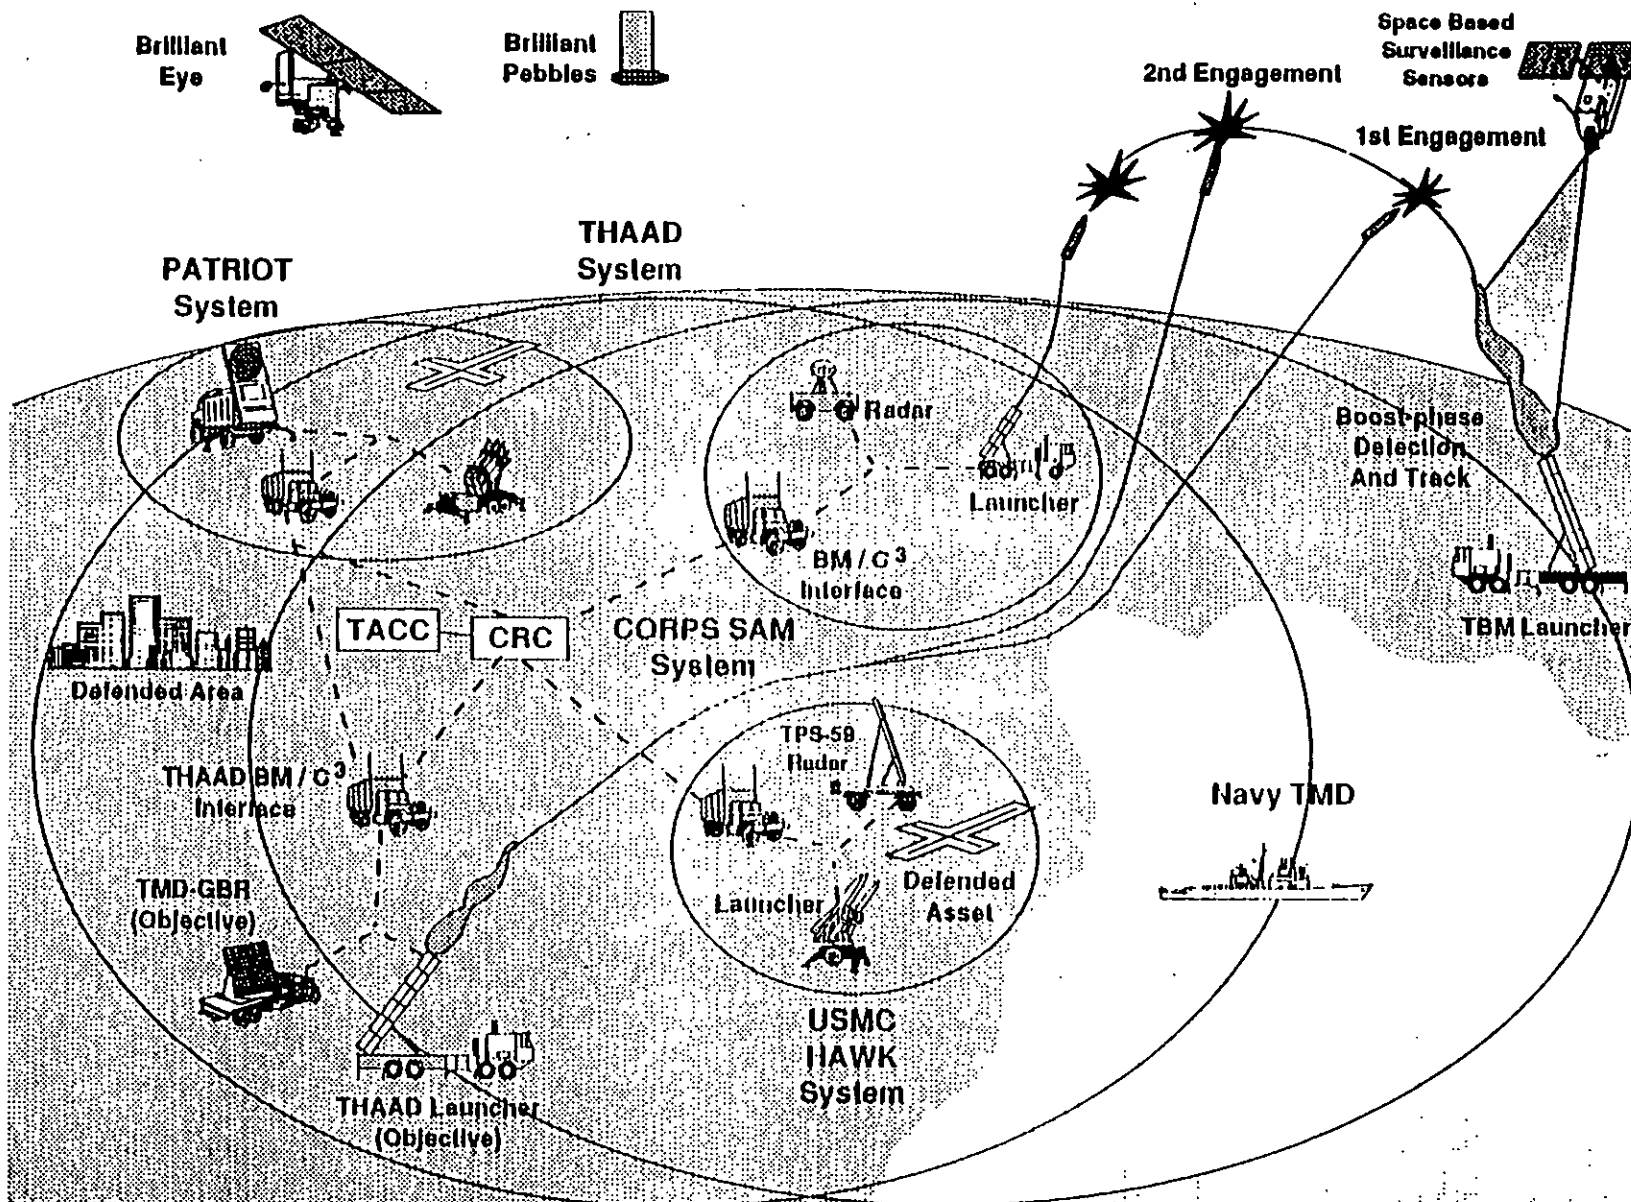 Brilliant
Eye
Brilliant
Pebbles
Space Based
Surveillance
Sensors
2nd Engagement
1st Engagement
THAAD
System
PATRIOT
System
Radar
Launcher
BM / C³
Interface
Boost-phase
Detection
And Track
TBM Launcher
TACC
CRC
CORPS SAM
System
Defended Area
TPS-59
Radar
THAAD BM / C³
Interface
Navy TMD
TMD-GBR
(Objective)
Launcher
Defended
Asset
USMC
HAWK
System
THAAD Launcher
(Objective)